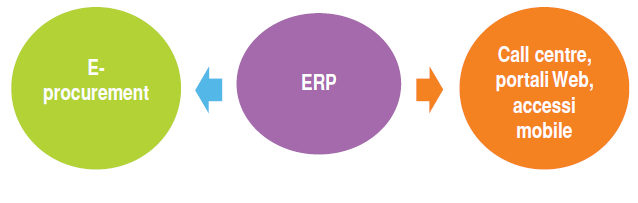 E-
procurement
ERP
Call centre,
portali Web,
accessi
mobile